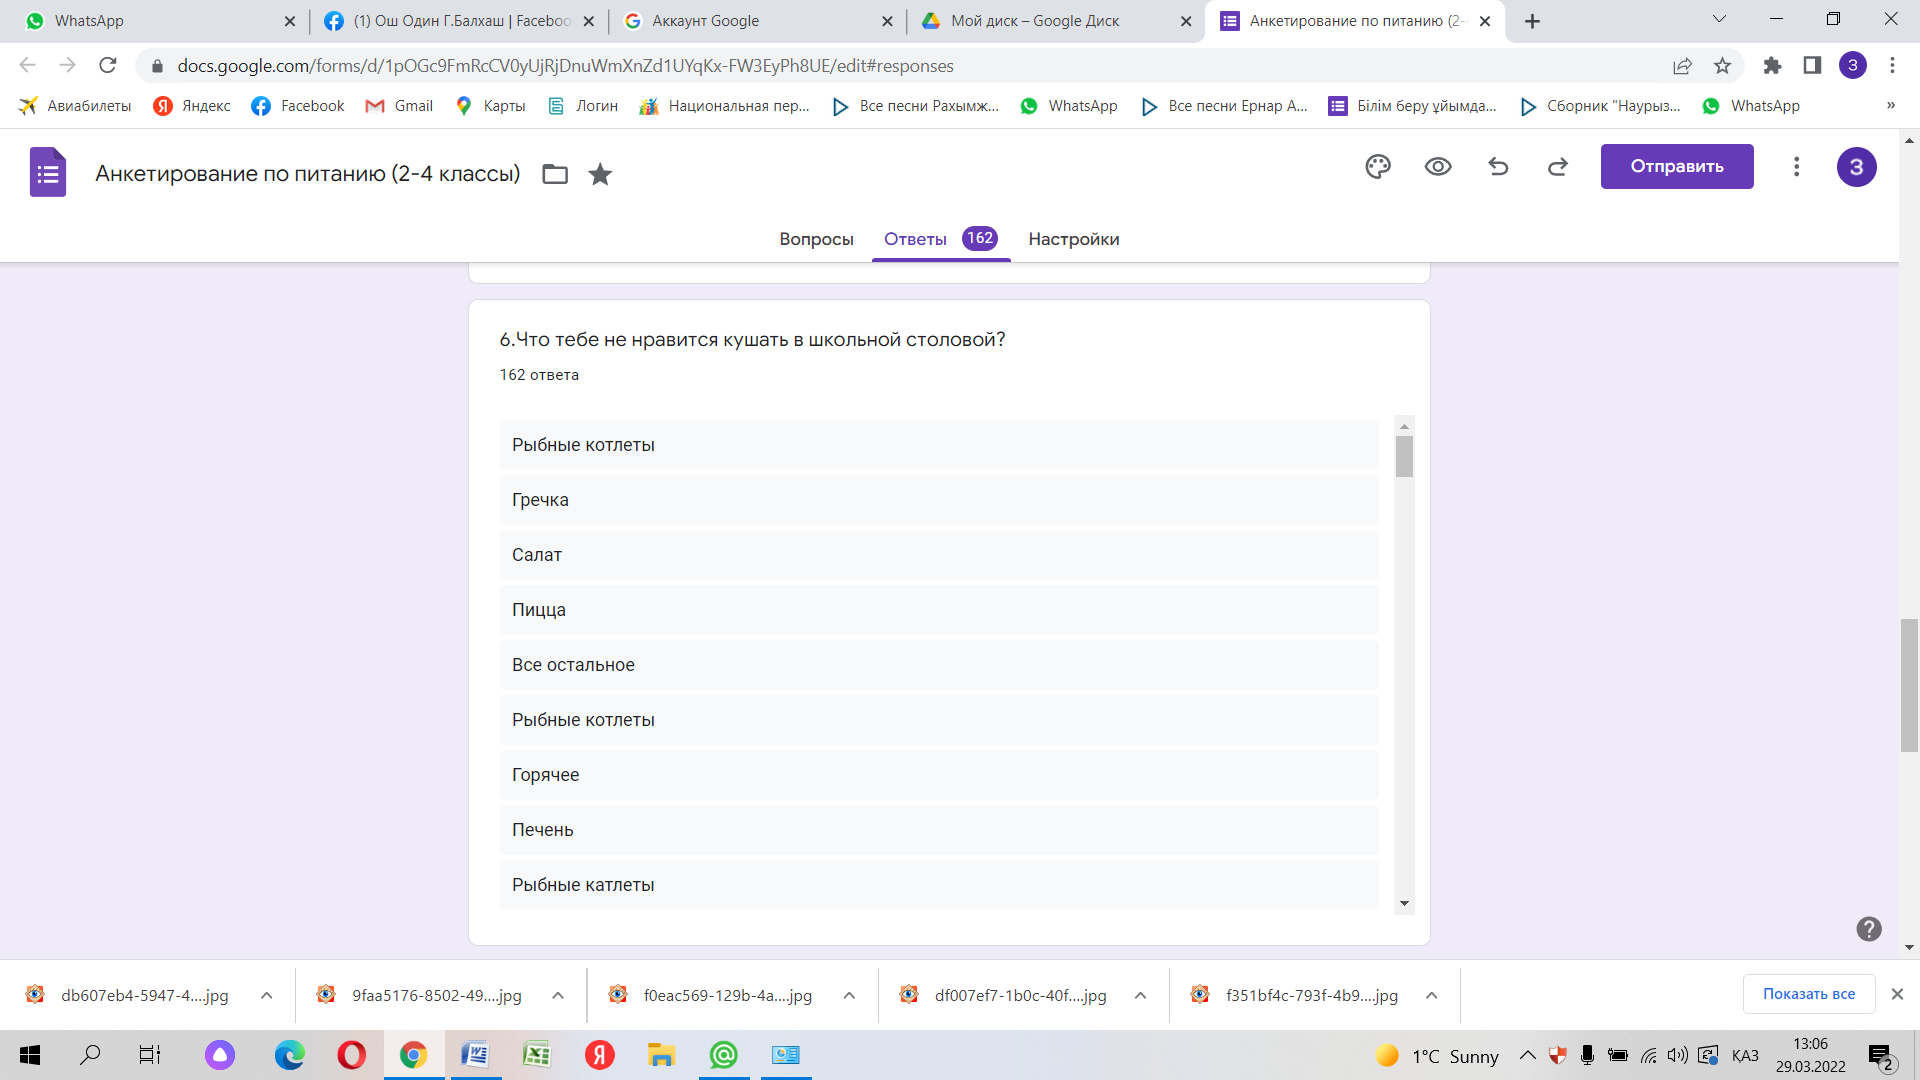 WhatsApp
(1) Ош Один Г.Балхаш | Faceboo
Аккаунт Google
Мой диск – Google Диск
Анкетирование по питанию (2-
docs.google.com/forms/d/1pOGc9FmRcCV0yUjRjDnuWmXnZd1UYqKx-FW3EyPh8UE/edit#responses
З
Авиабилеты
Яндекс
Facebook
Gmail
Карты
Логин
Национальная пер...
Все песни Рахымж...
WhatsApp
Все песни Ернар А...
Білім беру ұйымда...
Сборник "Наурыз...
WhatsApp
»
Анкетирование по питанию (2-4 классы)
Отправить
З
Вопросы
Ответы 162
Настройки
6.Что тебе не нравится кушать в школьной столовой?
162 ответа
Рыбные котлеты
Гречка
Салат
Пицца
Все остальное
Рыбные котлеты
Горячее
Печень
Рыбные катлеты
db607eb4-5947-4....jpg
9faa5176-8502-49....jpg
f0eac569-129b-4a....jpg
df007ef7-1b0c-40f....jpg
f351bf4c-793f-4b9....jpg
Показать все
1°C Sunny
ҚАЗ
13:06
29.03.2022
2